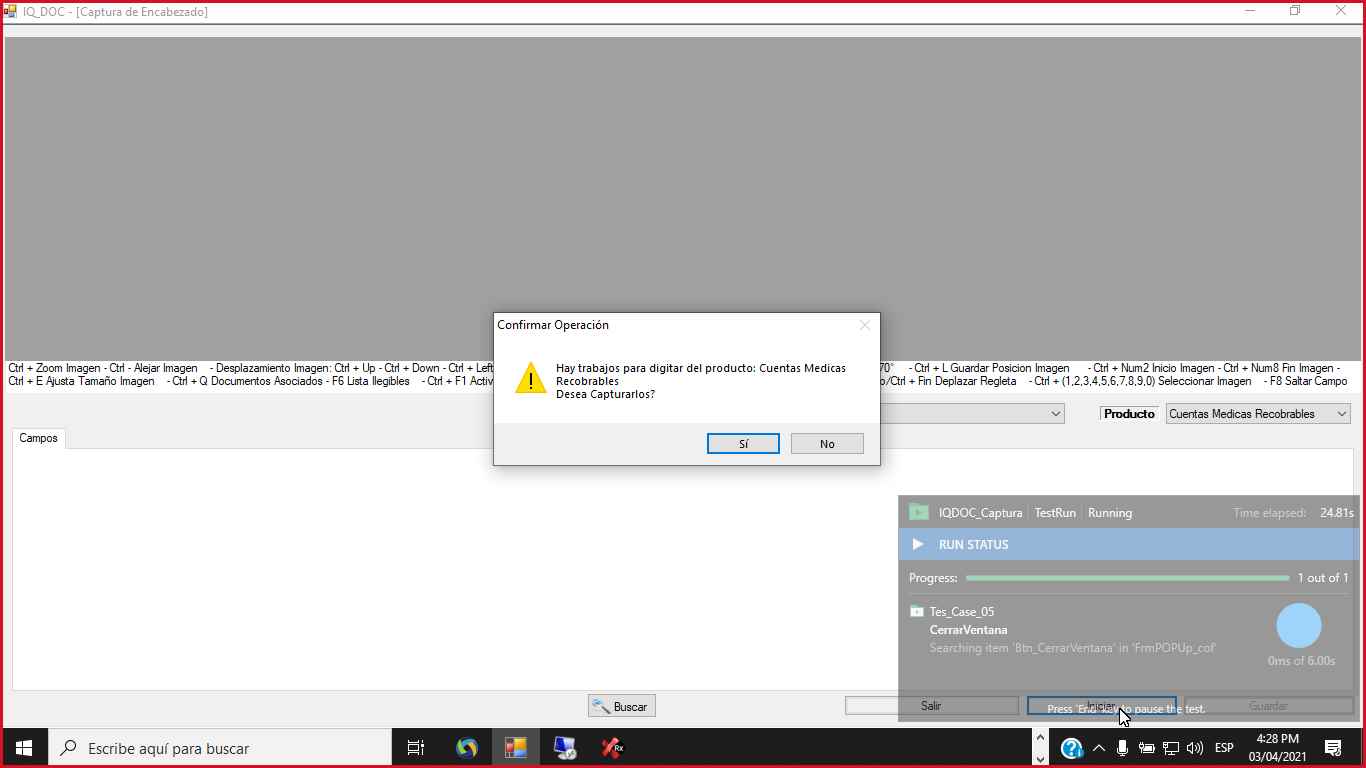 IQ_DOC - [Captura de Encabezado]
Confirmar Operación
Hay trabajos para digitar del producto: Cuentas Medicas
Recobrables
Desea Capturarlos?
Sí
No
Ctrl + Zoom Imagen - Ctrl - Alejar Imagen - Desplazamiento Imagen: Ctrl + Up - Ctrl + Down - Ctrl + Left
70° - Ctrl + L Guardar Posicion Imagen - Ctrl + Num2 Inicio Imagen - Ctrl + Num8 Fin Imagen -
Ctrl + E Ajusta Tamaño Imagen - Ctrl + Q Documentos Asociados - F6 Lista Ilegibles - Ctrl + F1 Activ
o/Ctrl + Fin Deplazar Regleta - Ctrl + (1,2,3,4,5,6,7,8,9,0) Seleccionar Imagen - F8 Saltar Campo
Producto
Cuentas Medicas Recobrables
Campos
IQDOC_Captura
TestRun
Running
Time elapsed: 24.81s
RUN STATUS
Progress:
1 out of 1
Tes_Case_05
CerrarVentana
Searching item 'Btn_CerrarVentana' in 'FrmPOPUp_cof'
0ms of 6.00s
Buscar
Salir
Iniciar
Guardar
Press 'End' key to pause the test.
Escribe aquí para buscar
Rx
ESP
4:28 PM
03/04/2021